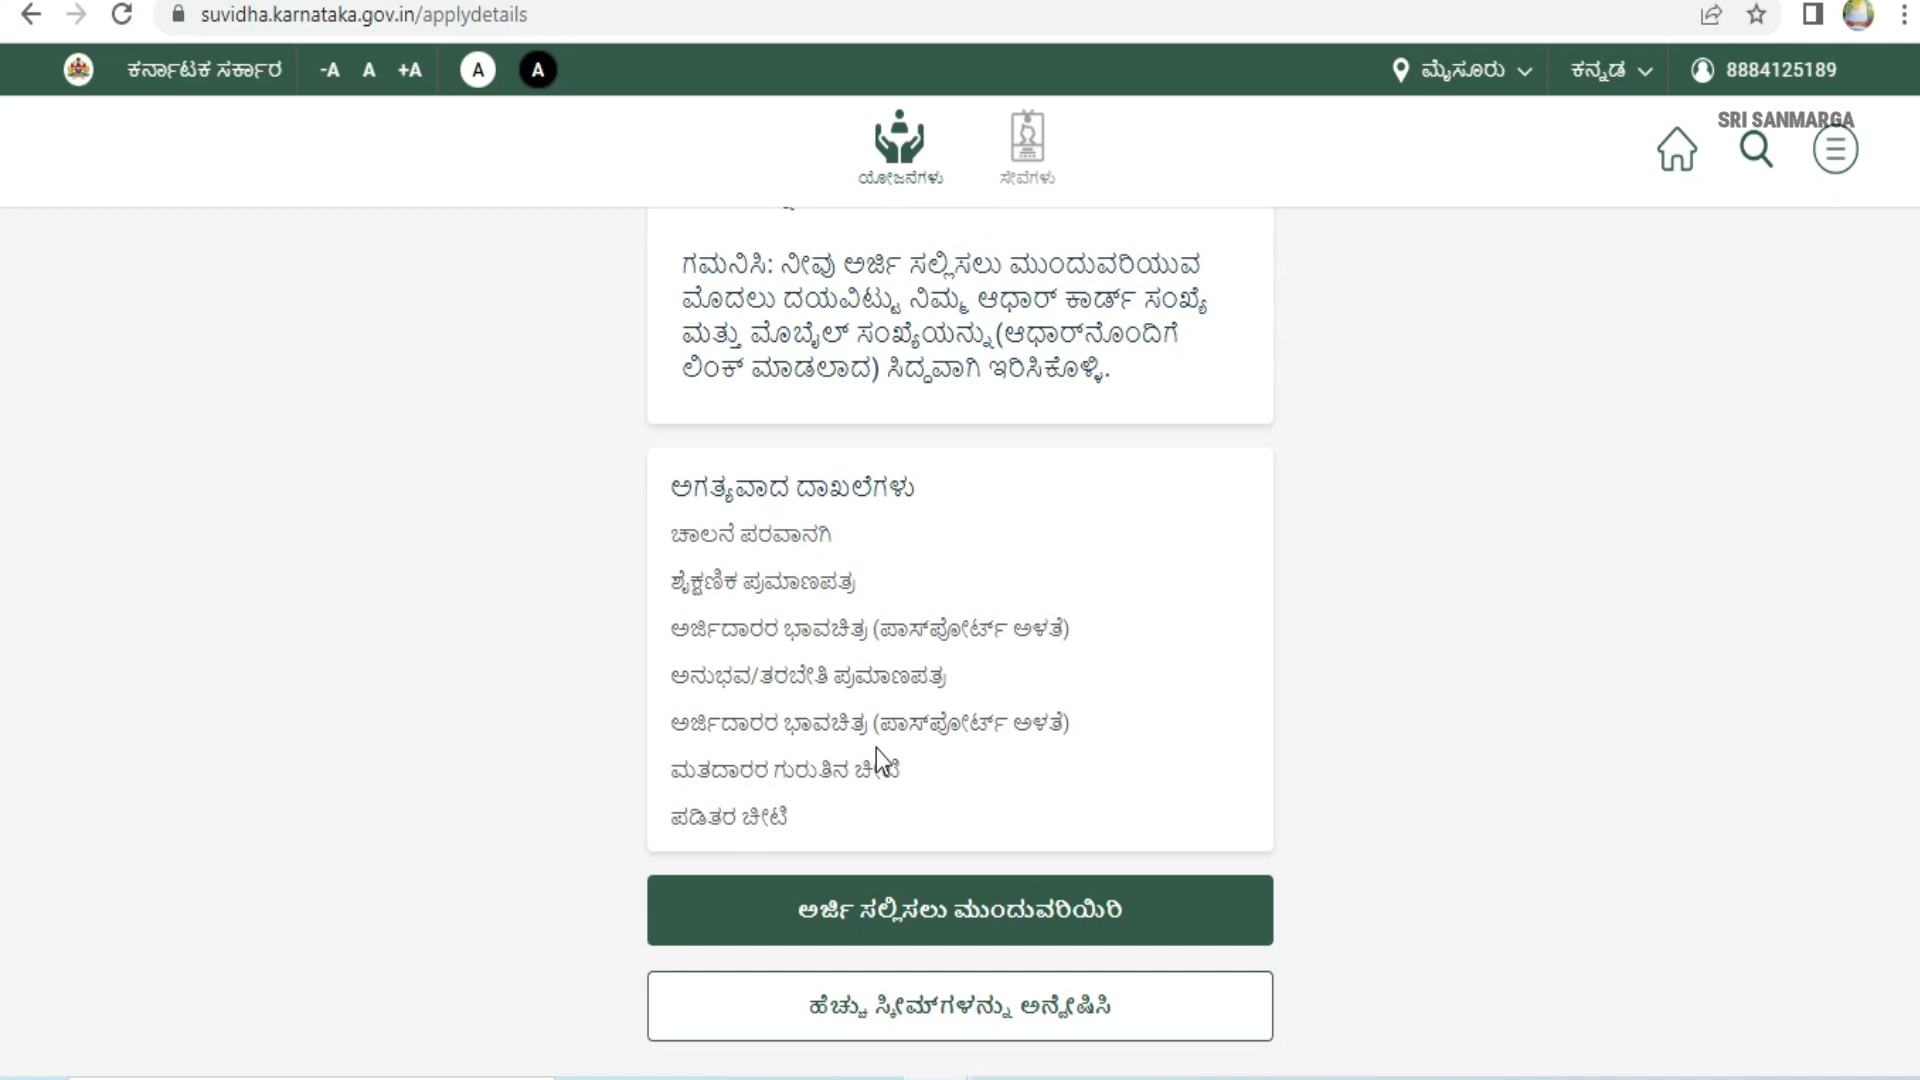 suvidha.karnataka.gov.in/applydetails
ಕರ್ನಾಟಕ ಸರ್ಕಾರ -A A +A A A ಮೈಸೂರು ಕನ್ನಡ 8884125189
SRI SANMARGA
ಯೋಜನೆಗಳು ಸೇವೆಗಳು
ಗಮನಿಸಿ: ನೀವು ಅರ್ಜಿ ಸಲ್ಲಿಸಲು ಮುಂದುವರಿಯುವ
ಮೊದಲು ದಯವಿಟ್ಟು ನಿಮ್ಮ ಆಧಾರ್ ಕಾರ್ಡ್ ಸಂಖ್ಯೆ
ಮತ್ತು ಮೊಬೈಲ್ ಸಂಖ್ಯೆಯನ್ನು(ಆಧಾರ್‌ನೊಂದಿಗೆ
ಲಿಂಕ್ ಮಾಡಲಾದ) ಸಿದ್ಧವಾಗಿ ಇರಿಸಿಕೊಳ್ಳಿ.
ಅಗತ್ಯವಾದ ದಾಖಲೆಗಳು
ಚಾಲನೆ ಪರವಾನಗಿ
ಶೈಕ್ಷಣಿಕ ಪ್ರಮಾಣಪತ್ರ
ಅರ್ಜಿದಾರರ ಭಾವಚಿತ್ರ (ಪಾಸ್‌ಪೋರ್ಟ್ ಅಳತೆ)
ಅನುಭವ/ತರಬೇತಿ ಪ್ರಮಾಣಪತ್ರ
ಅರ್ಜಿದಾರರ ಭಾವಚಿತ್ರ (ಪಾಸ್‌ಪೋರ್ಟ್ ಅಳತೆ)
ಮತದಾರರ ಗುರುತಿನ ಚೀಟಿ
ಪಡಿತರ ಚೀಟಿ
ಅರ್ಜಿ ಸಲ್ಲಿಸಲು ಮುಂದುವರಿಯಿರಿ
ಹೆಚ್ಚು ಸ್ಕೀಮ್‌ಗಳನ್ನು ಅನ್ವೇಷಿಸಿ